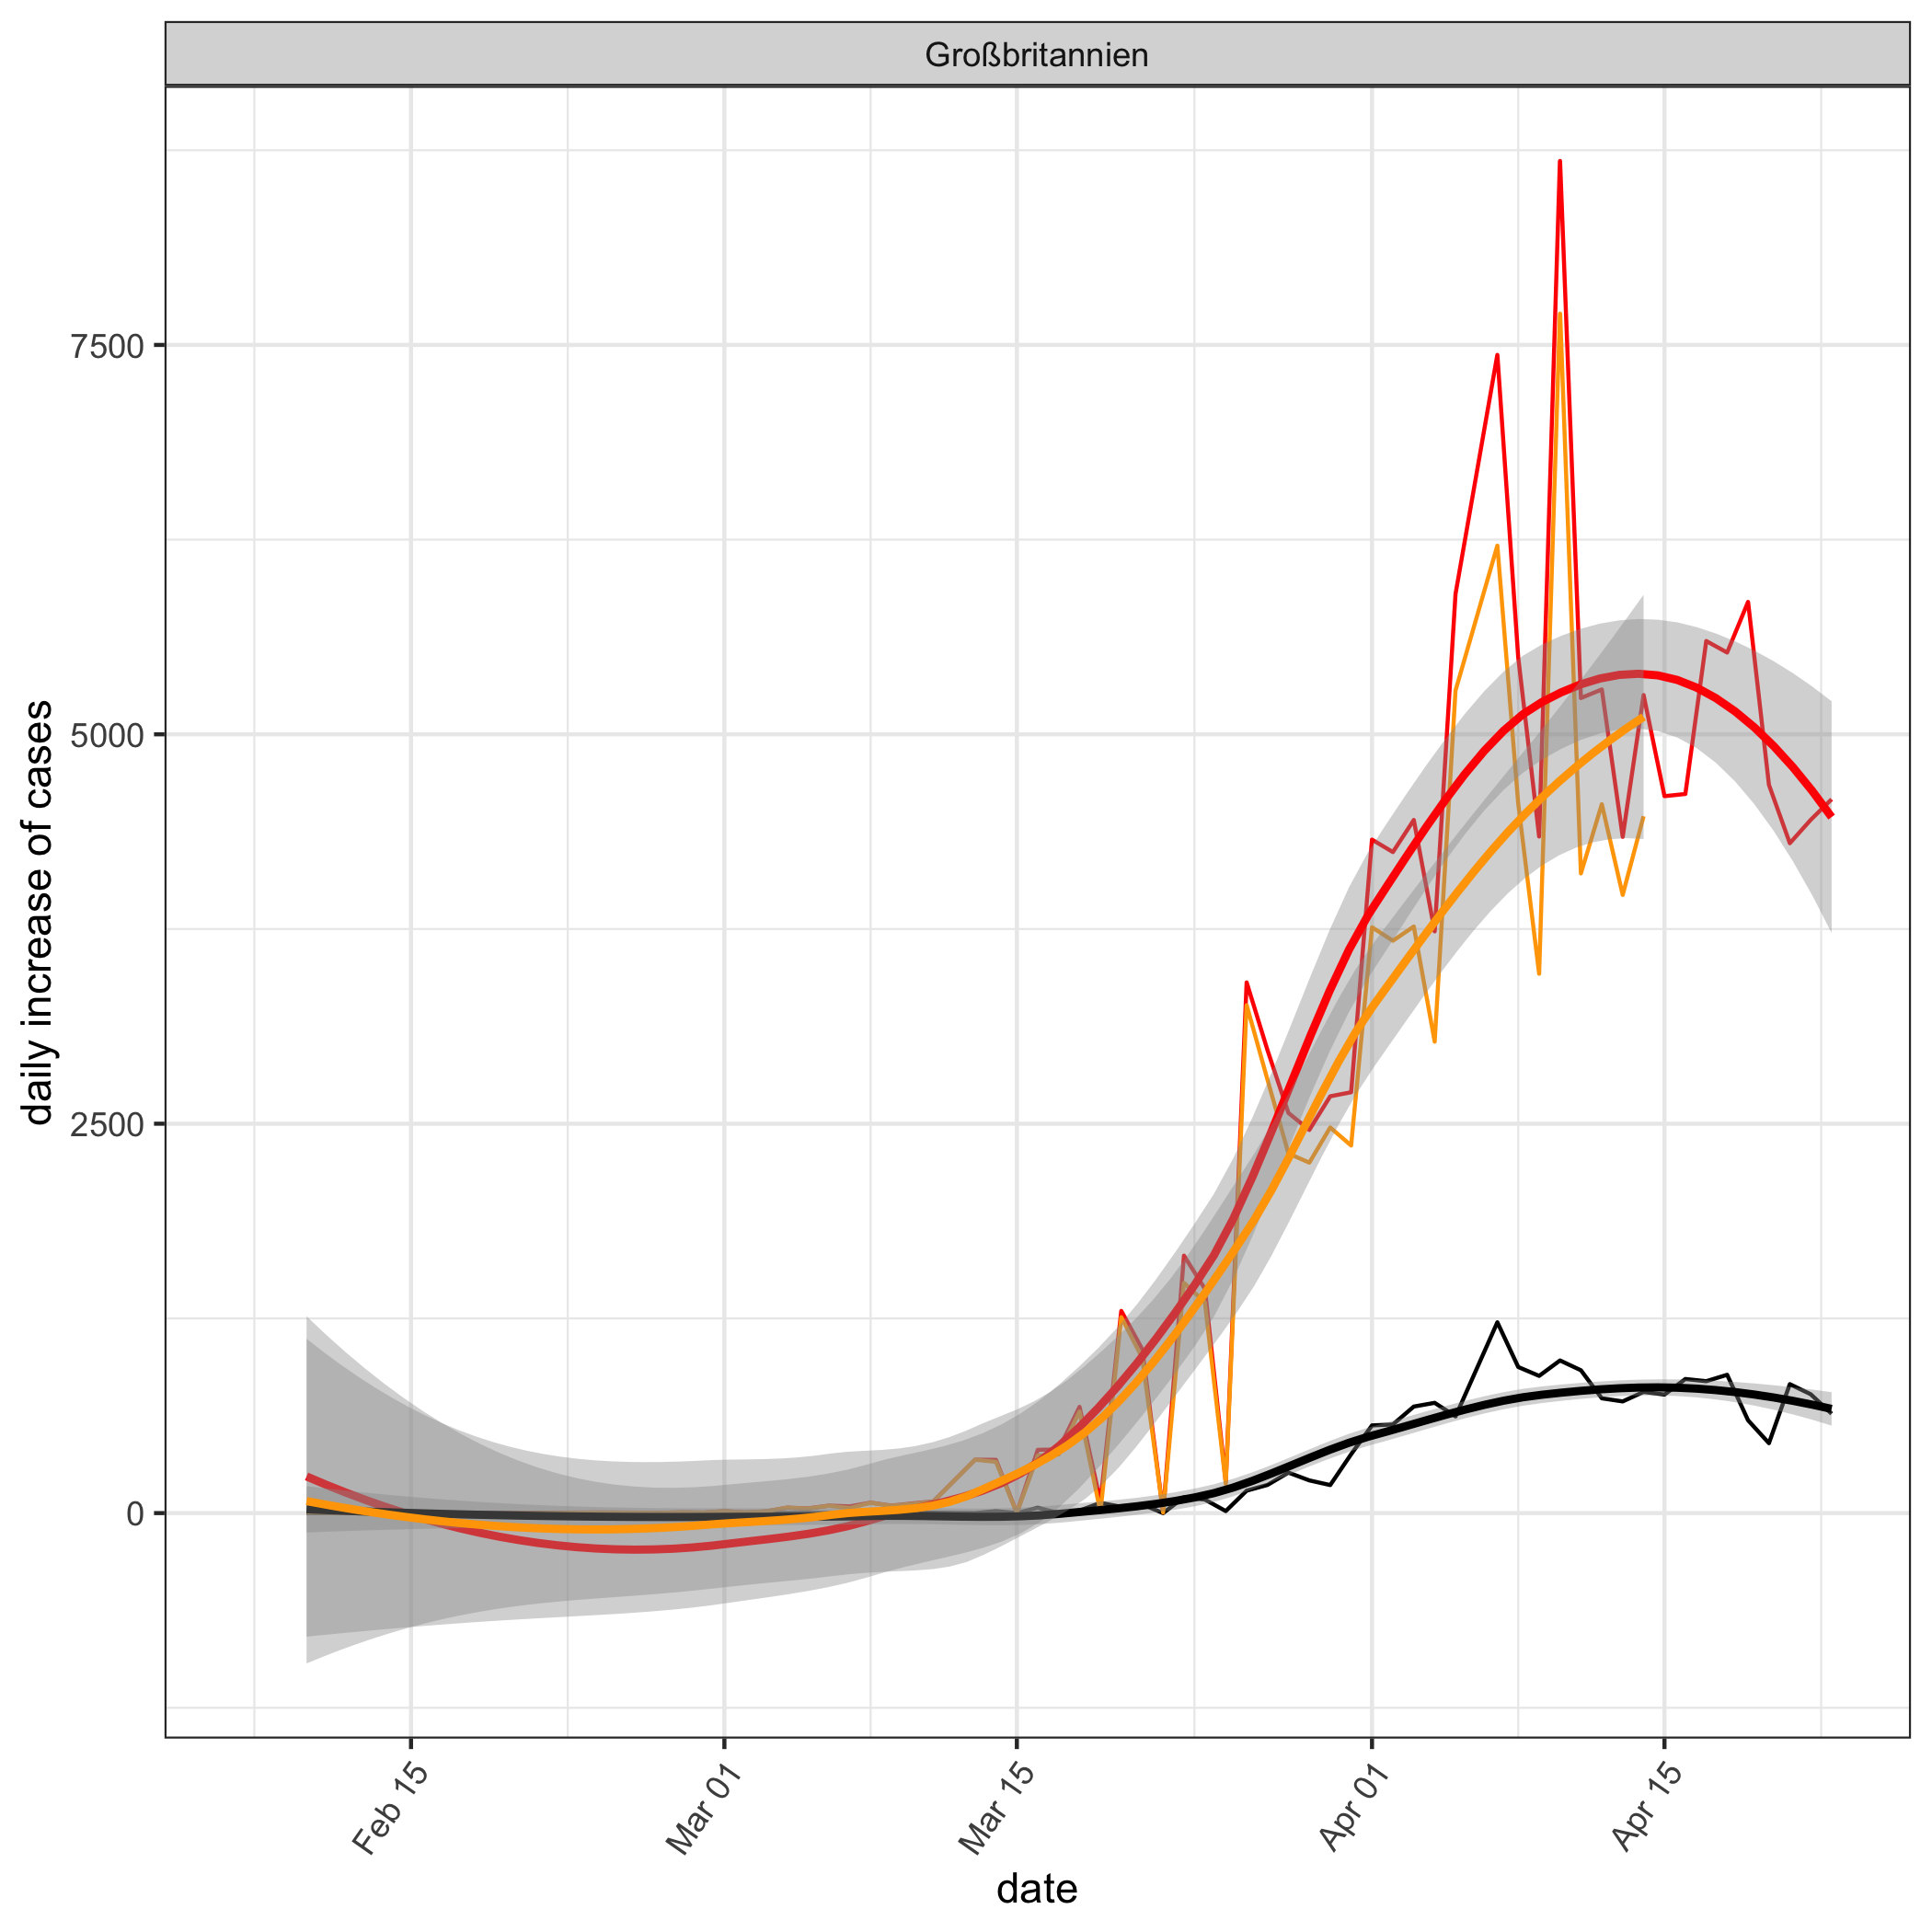 Großbritannien
daily increase of cases
7500
5000
2500
0
Feb 15
Mar 01
Mar 15
Apr 01
Apr 15
date